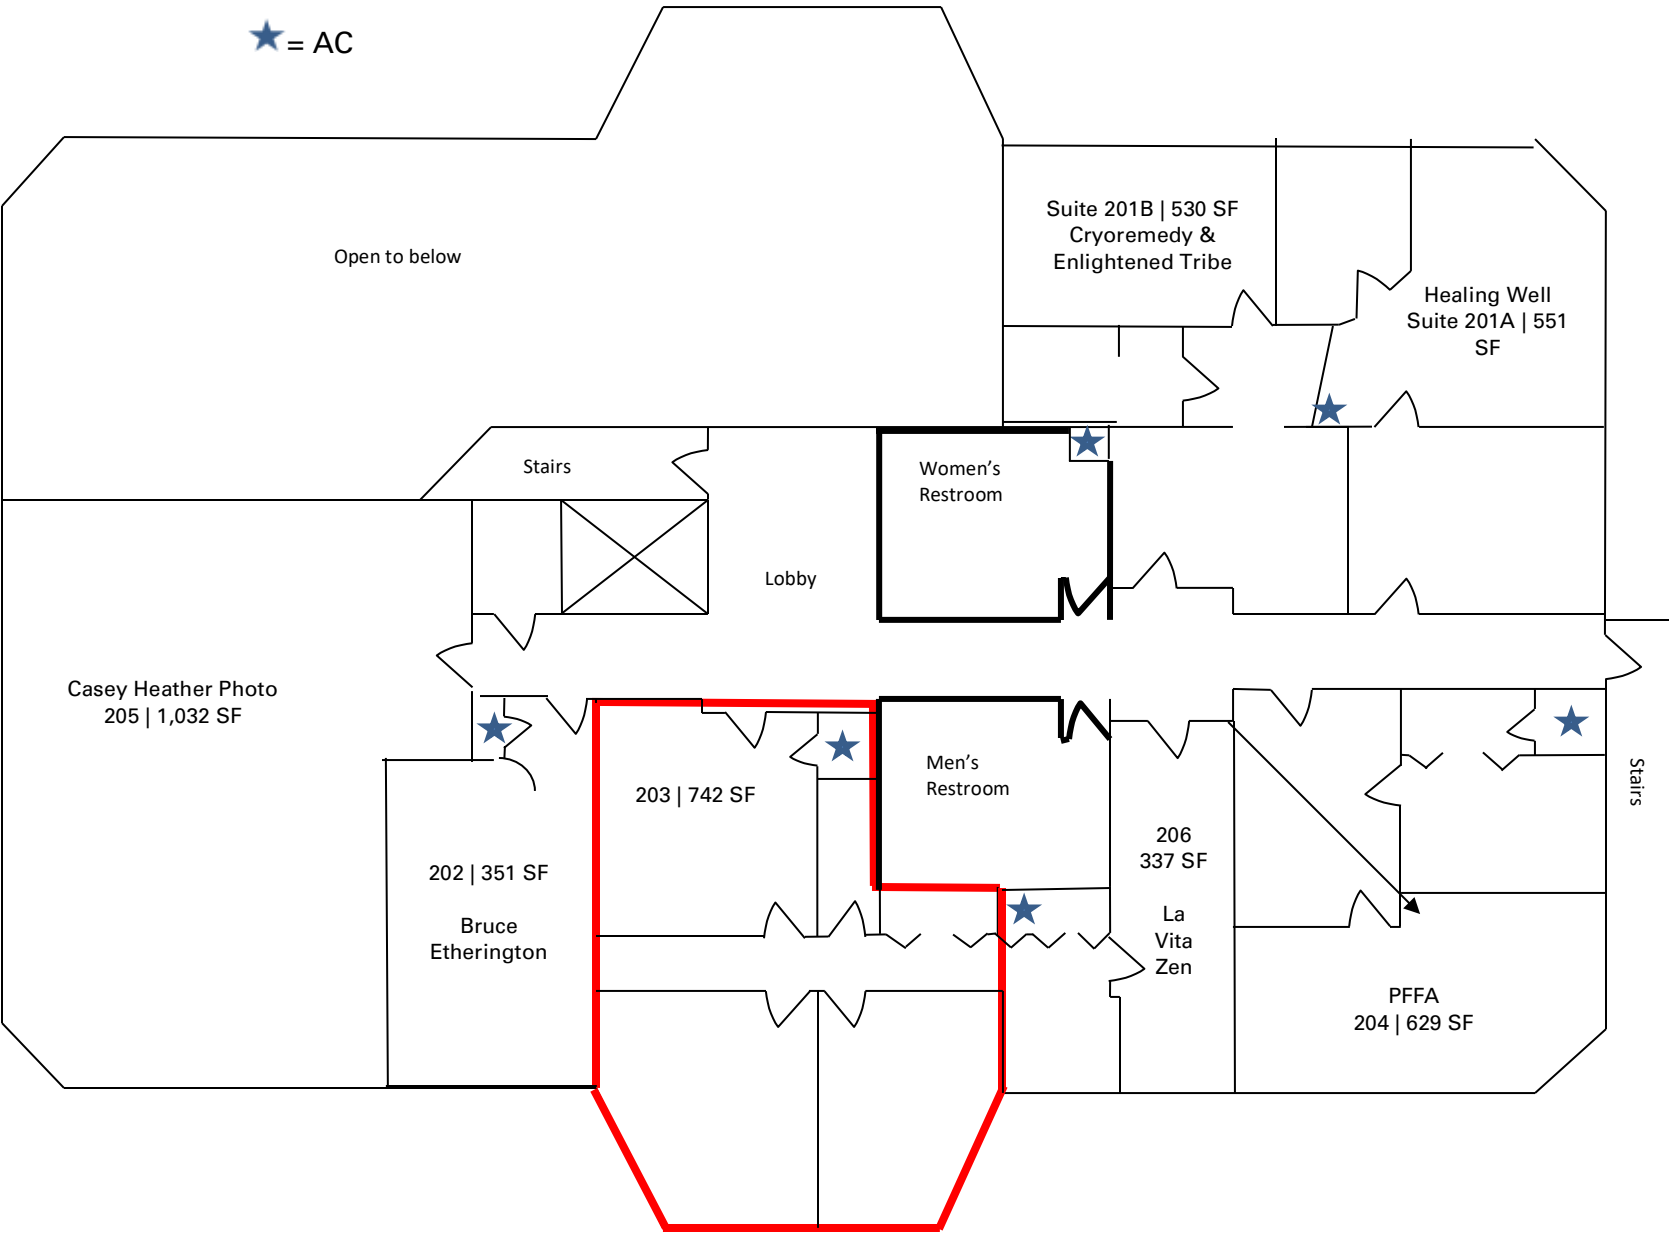 = AC
Open to below
Suite 201B | 530 SF
Cryoremedy &
Enlightened Tribe
Healing Well
Suite 201A | 551
SF
Stairs
Women’s
Restroom
Lobby
Casey Heather Photo
205 | 1,032 SF
203 | 742 SF
Men’s
Restroom
Stairs
202 | 351 SF
Bruce
Etherington
206
337 SF
La
Vita
Zen
PFFA
204 | 629 SF